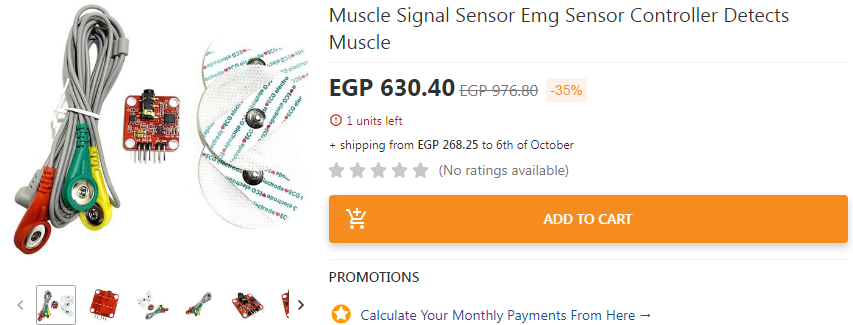 Muscle Signal Sensor Emg Sensor Controller Detects
Muscle
EGP 630.40 EGP 976.80 -35%
1 units left
+ shipping from EGP 268.25 to 6th of October
(No ratings available)
ADD TO CART
PROMOTIONS
Calculate Your Monthly Payments From Here →